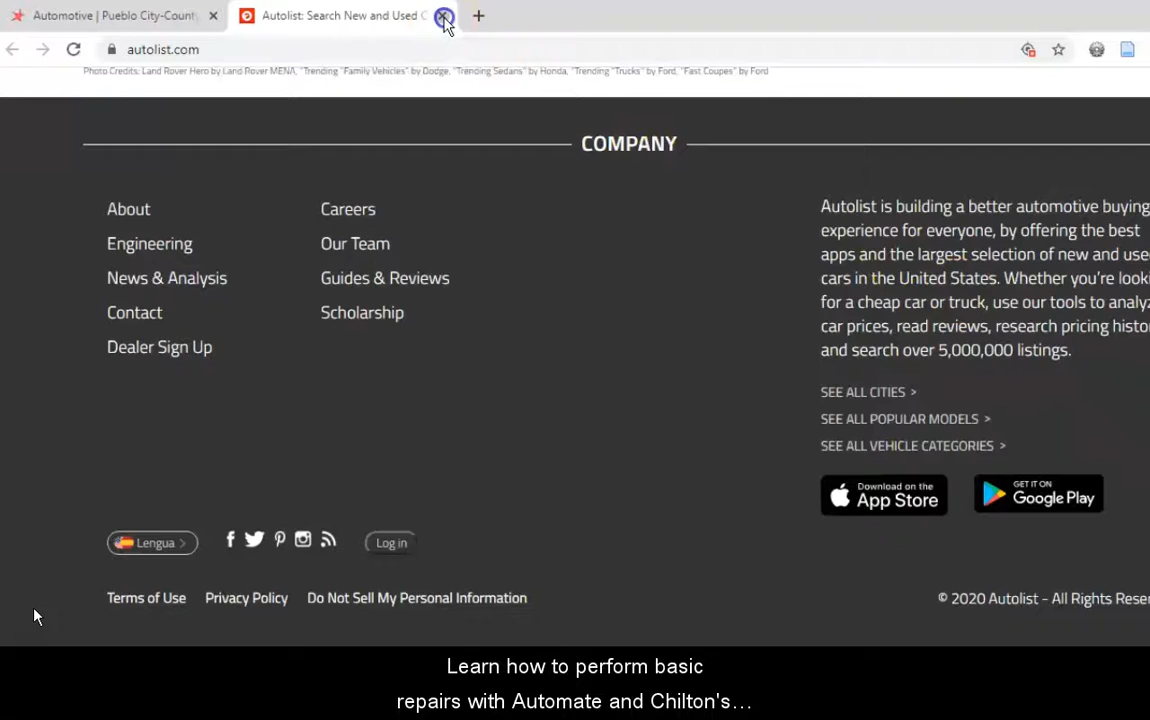 Automotive | Pueblo City-County
Autolist: Search New and Used C
autolist.com
Photo Credits: Land Rover Hero by Land Rover MENA, "Trending "Family Vehicles" by Dodge, "Trending Sedans" by Honda, "Trending "Trucks" by Ford, "Fast Coupes" by Ford
COMPANY
About
Careers
Engineering
Our Team
News & Analysis
Guides & Reviews
Contact
Scholarship
Dealer Sign Up
Autolist is building a better automotive buying
experience for everyone, by offering the best
apps and the largest selection of new and use
cars in the United States. Whether you're looki
for a cheap car or truck, use our tools to analyz
car prices, read reviews, research pricing histo
and search over 5,000,000 listings.
SEE ALL CITIES >
SEE ALL POPULAR MODELS >
SEE ALL VEHICLE CATEGORIES >
Download on the
App Store
GET IT ON
Google Play
Lengua >
Log in
Terms of Use
Privacy Policy
Do Not Sell My Personal Information
© 2020 Autolist - All Rights Reser
Learn how to perform basic
repairs with Automate and Chilton's...